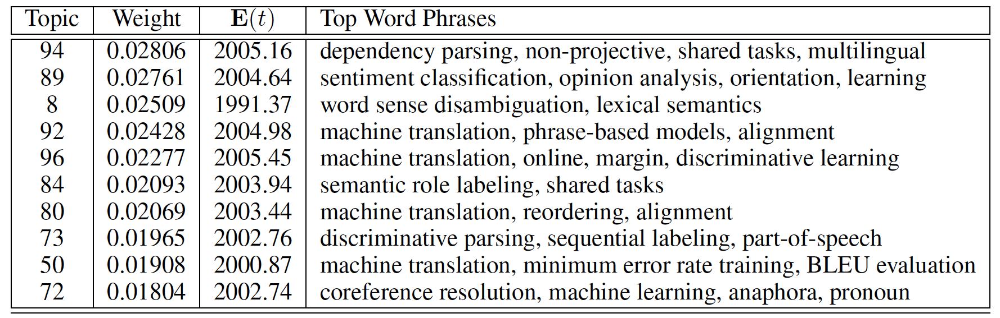 Topic Weight E(t) Top Word Phrases
94 0.02806 2005.16 dependency parsing, non-projective, shared tasks, multilingual
89 0.02761 2004.64 sentiment classification, opinion analysis, orientation, learning
8 0.02509 1991.37 word sense disambiguation, lexical semantics
92 0.02428 2004.98 machine translation, phrase-based models, alignment
96 0.02277 2005.45 machine translation, online, margin, discriminative learning
84 0.02093 2003.94 semantic role labeling, shared tasks
80 0.02069 2003.44 machine translation, reordering, alignment
73 0.01965 2002.76 discriminative parsing, sequential labeling, part-of-speech
50 0.01908 2000.87 machine translation, minimum error rate training, BLEU evaluation
72 0.01804 2002.74 coreference resolution, machine learning, anaphora, pronoun